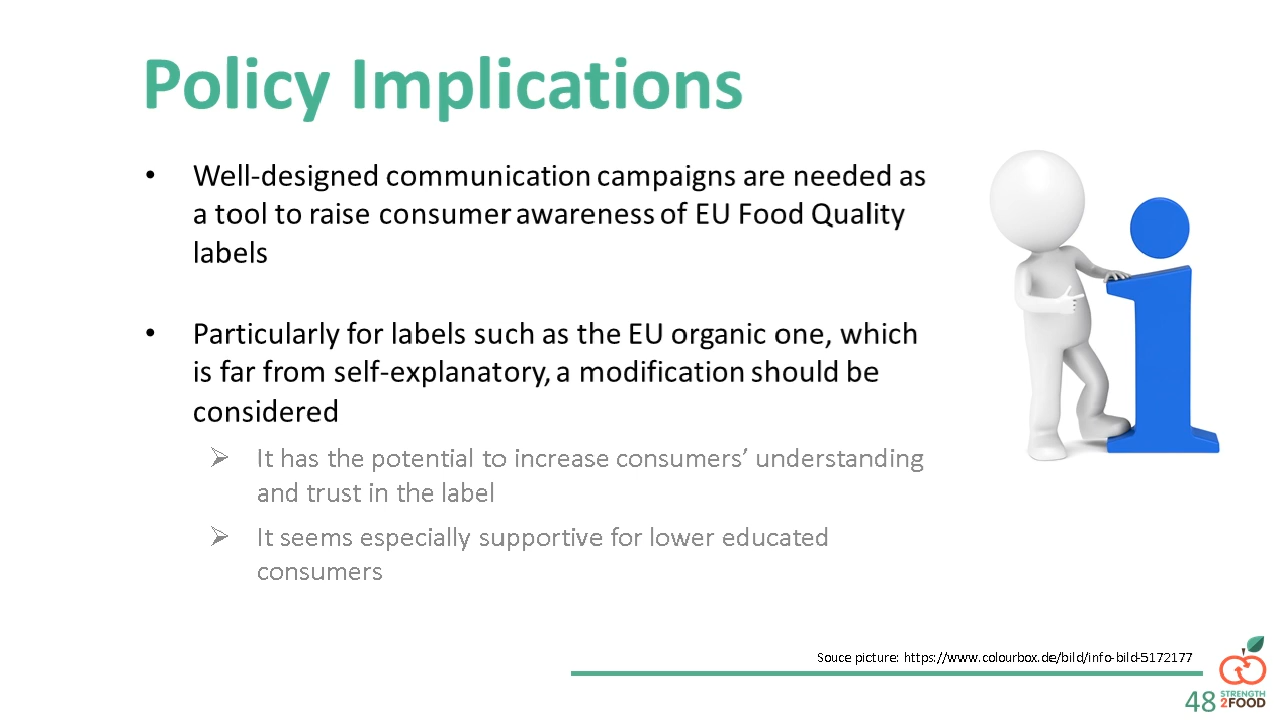 Policy Implications
• Well-designed communication campaigns are needed as
a tool to raise consumer awareness of EU Food Quality
labels
• Particularly for labels such as the EU organic one, which
is far from self-explanatory, a modification should be
considered
➢ It has the potential to increase consumers’ understanding
and trust in the label
➢ It seems especially supportive for lower educated
consumers
Souce picture: https://www.colourbox.de/bild/info-bild-5172177
48
STRENGTH
2FOOD